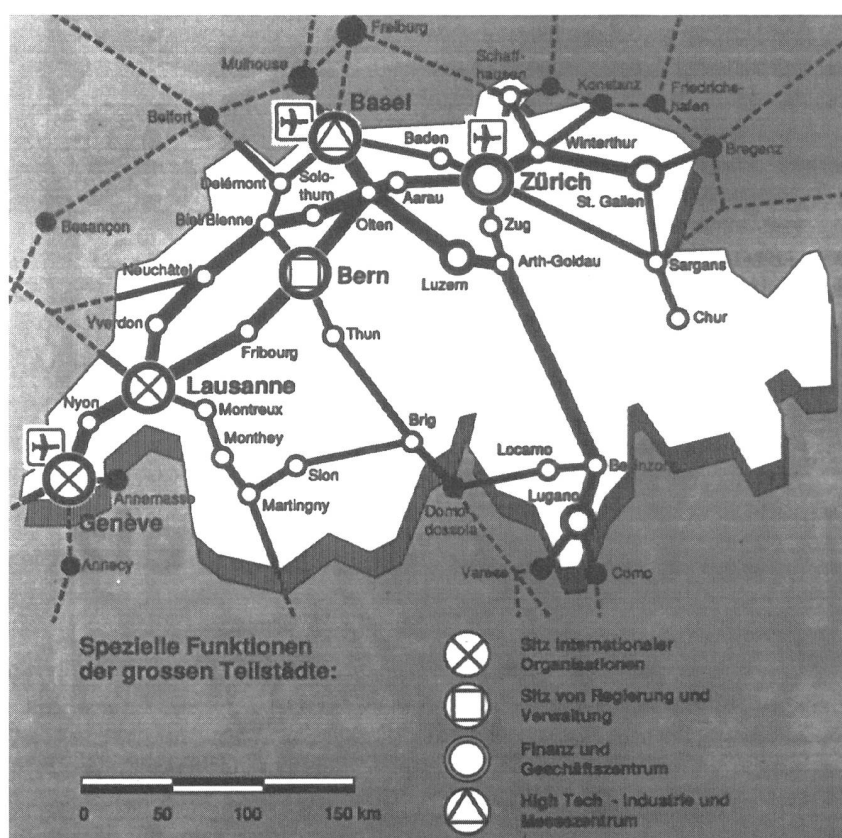 Freiburg
Mulhouse
Schaff-
hausen
Konstanz
Friedrichs-
hafen
Belfort
Basel
Baden
Winterthur
Bregenz
Delémont
Solo-
thurn
Aarau
Zürich
St. Gallen
Besançon
Biel/Bienne
Olten
Zug
Neuchâtel
Bern
Luzern
Arth-Goldau
Sargans
Yverdon
Fribourg
Thun
Chur
Lausanne
Nyon
Montreux
Brig
Monthey
Locarno
Bellinzona
Sion
Lugano
Annemasse
Martingny
Domo-
dossola
Genève
Annecy
Varese
Como
Spezielle Funktionen
der grossen Teilstädte:
Sitz internationaler
Organisationen
Sitz von Regierung und
Verwaltung
Finanz und
Geschäftszentrum
High Tech - Industrie und
Messezentrum
0 50 100 150 km